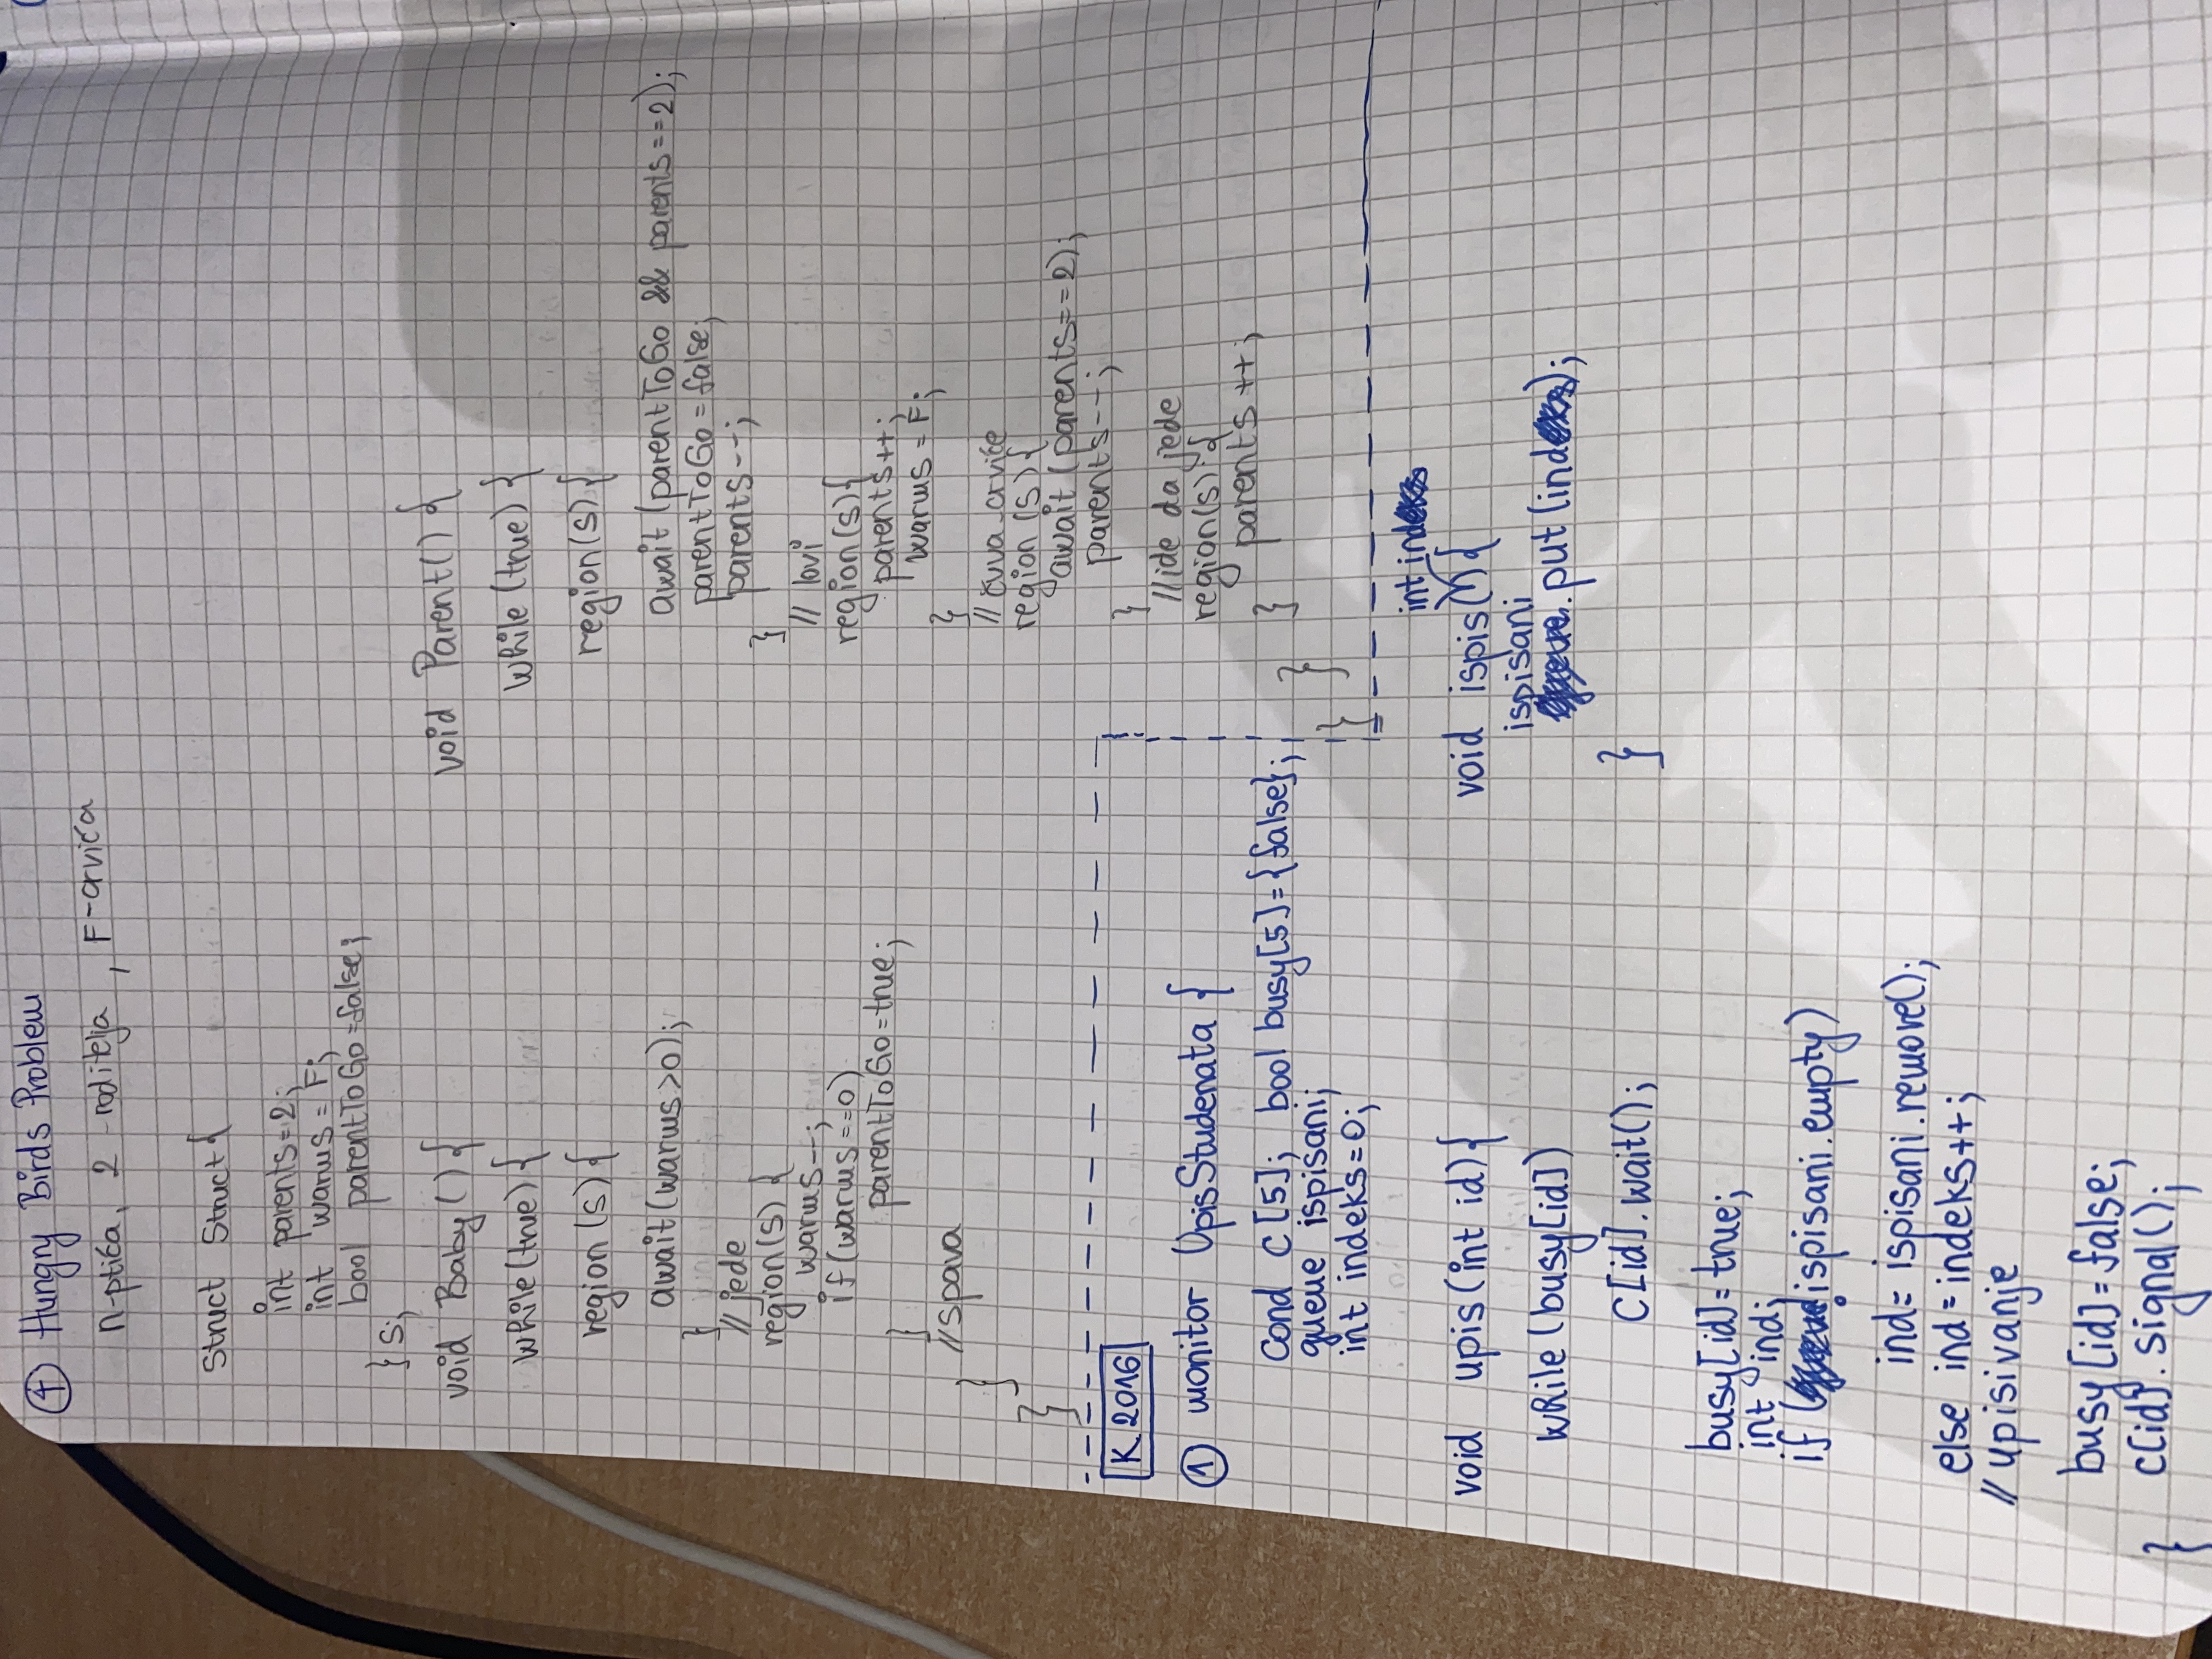 ④ Hungry Birds Problem
n-ptića, 2 roditelja, F-crvića
struct Struct{
int parents=2;
int warms = F;
bool parentToGo=false;
} s;
void Baby(){
while(true){
region(s){
await(warms>0);
}
// jede
region(s){
warms--;
if(warms==0)
parentToGo=true;
}
//spava
}
}
void Parent(){
while(true){
region(s){
await(parentToGo && parents==2);
parentToGo=false;
parents--;
}
// lovi
region(s){
parents++;
warms = F;
}
// čuva crviće
region(s){
await(parents==2);
parents--;
}
//ide da jede
region(s){
parents++;
}
}
}
K 2016
① monitor UpisStudenata {
cond c[5]; bool busy[5]={false};
queue ispisani;
int indeks=0;
void upis(int id){
while(busy[id])
c[id].wait();
busy[id]=true;
int ind;
if(!ispisani.empty)
ind= ispisani.remove();
else ind=indeks++;
// upisivanje
busy[id]=false;
c[id].signal();
}
int ind
void ispis(){
ispisani
.put(ind);
}